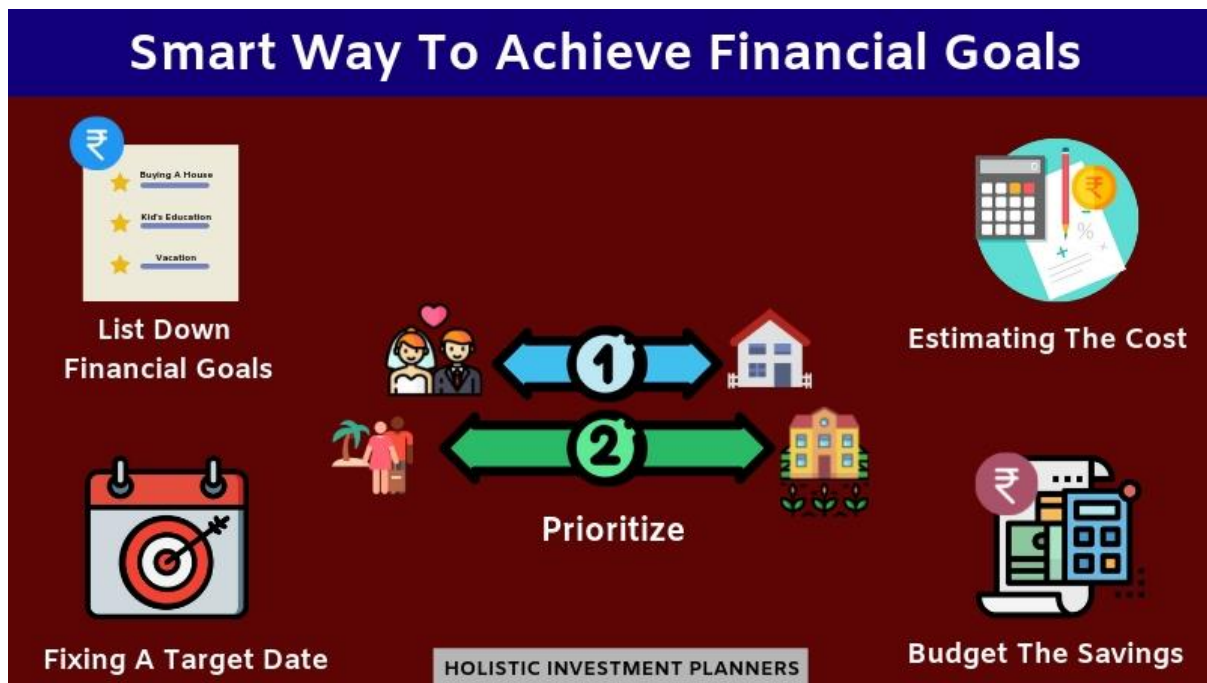 Smart Way To Achieve Financial Goals
₹
Buying A House
Kid's Education
Vacation
List Down
Financial Goals
0
₹
%
Estimating The Cost
1
2
Prioritize
Fixing A Target Date
₹
Budget The Savings
HOLISTIC INVESTMENT PLANNERS